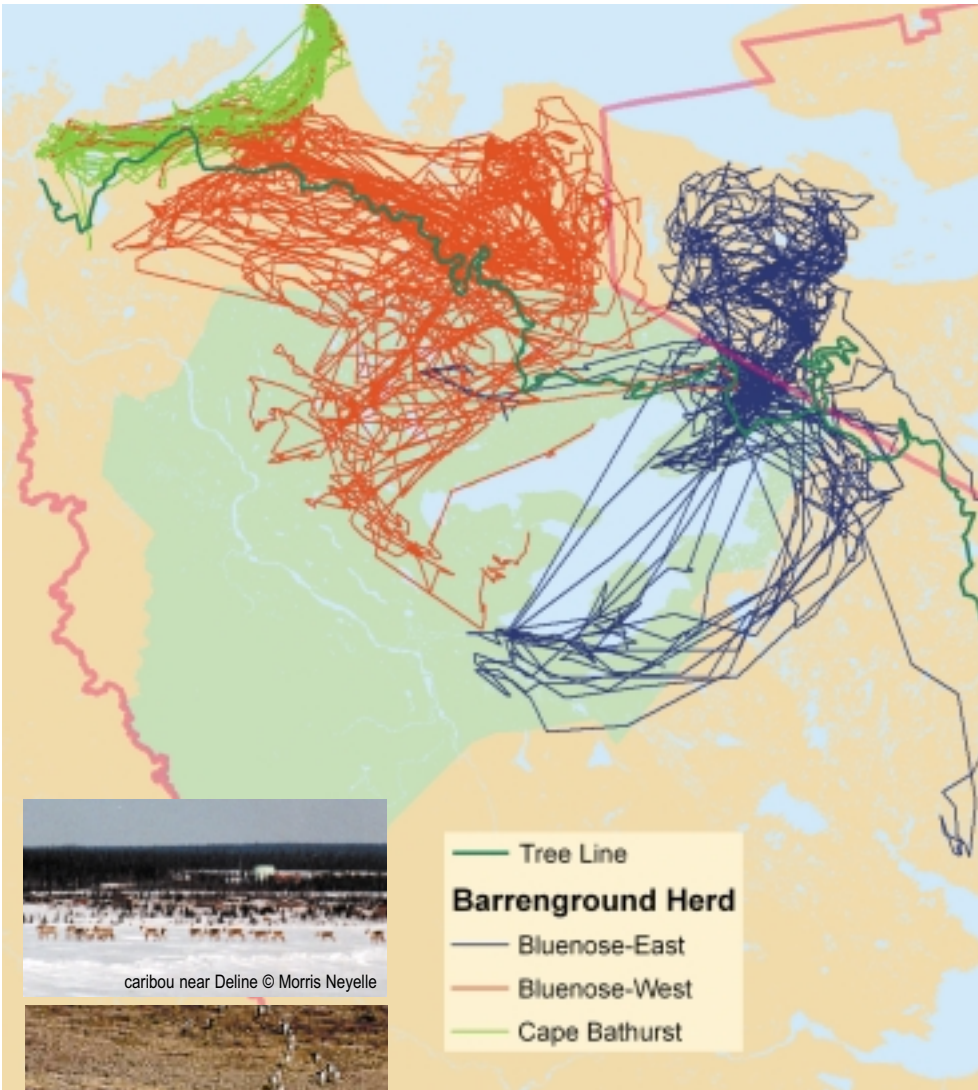 caribou near Deline © Morris Neyelle
Tree Line
Barrenground Herd
Bluenose-East
Bluenose-West
Cape Bathurst